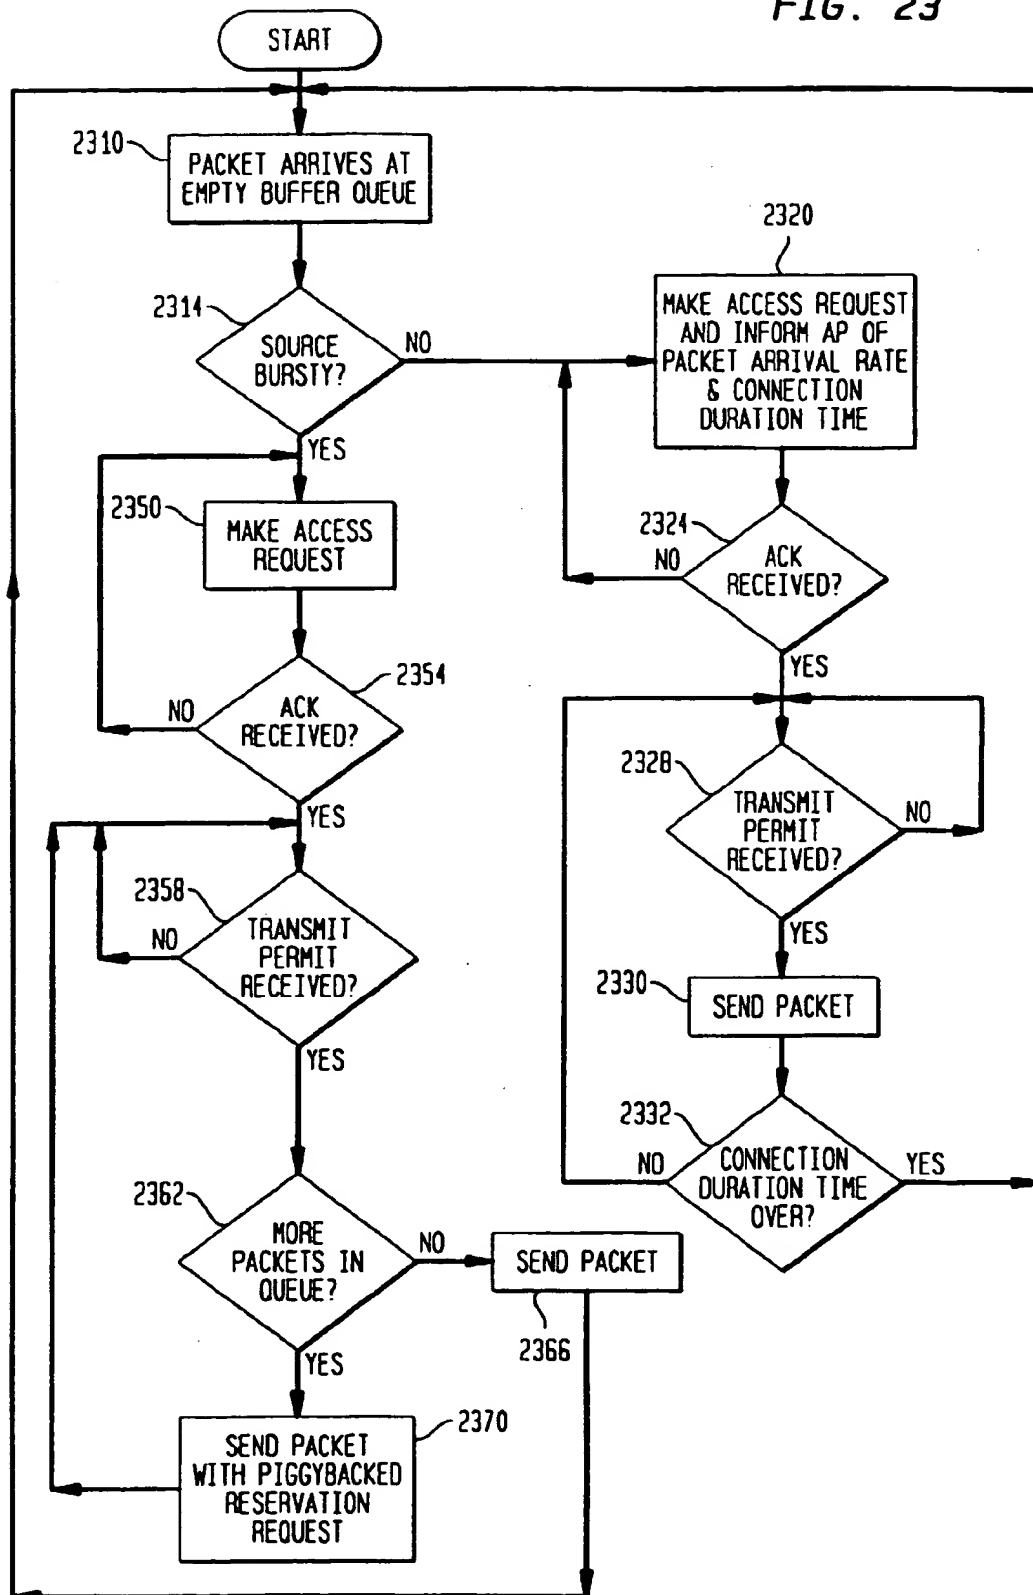 FIG. 23
START
2310
PACKET ARRIVES AT
EMPTY BUFFER QUEUE
2314
SOURCE
BURSTY?
NO
YES
2320
MAKE ACCESS REQUEST
AND INFORM AP OF
PACKET ARRIVAL RATE
& CONNECTION
DURATION TIME
2324
ACK
RECEIVED?
NO
YES
2328
TRANSMIT
PERMIT
RECEIVED?
NO
YES
2330
SEND PACKET
2332
CONNECTION
DURATION TIME
OVER?
NO
YES
2350
MAKE ACCESS
REQUEST
2354
ACK
RECEIVED?
NO
YES
2358
TRANSMIT
PERMIT
RECEIVED?
NO
YES
2362
MORE
PACKETS IN
QUEUE?
NO
YES
SEND PACKET
2366
2370
SEND PACKET
WITH PIGGYBACKED
RESERVATION
REQUEST